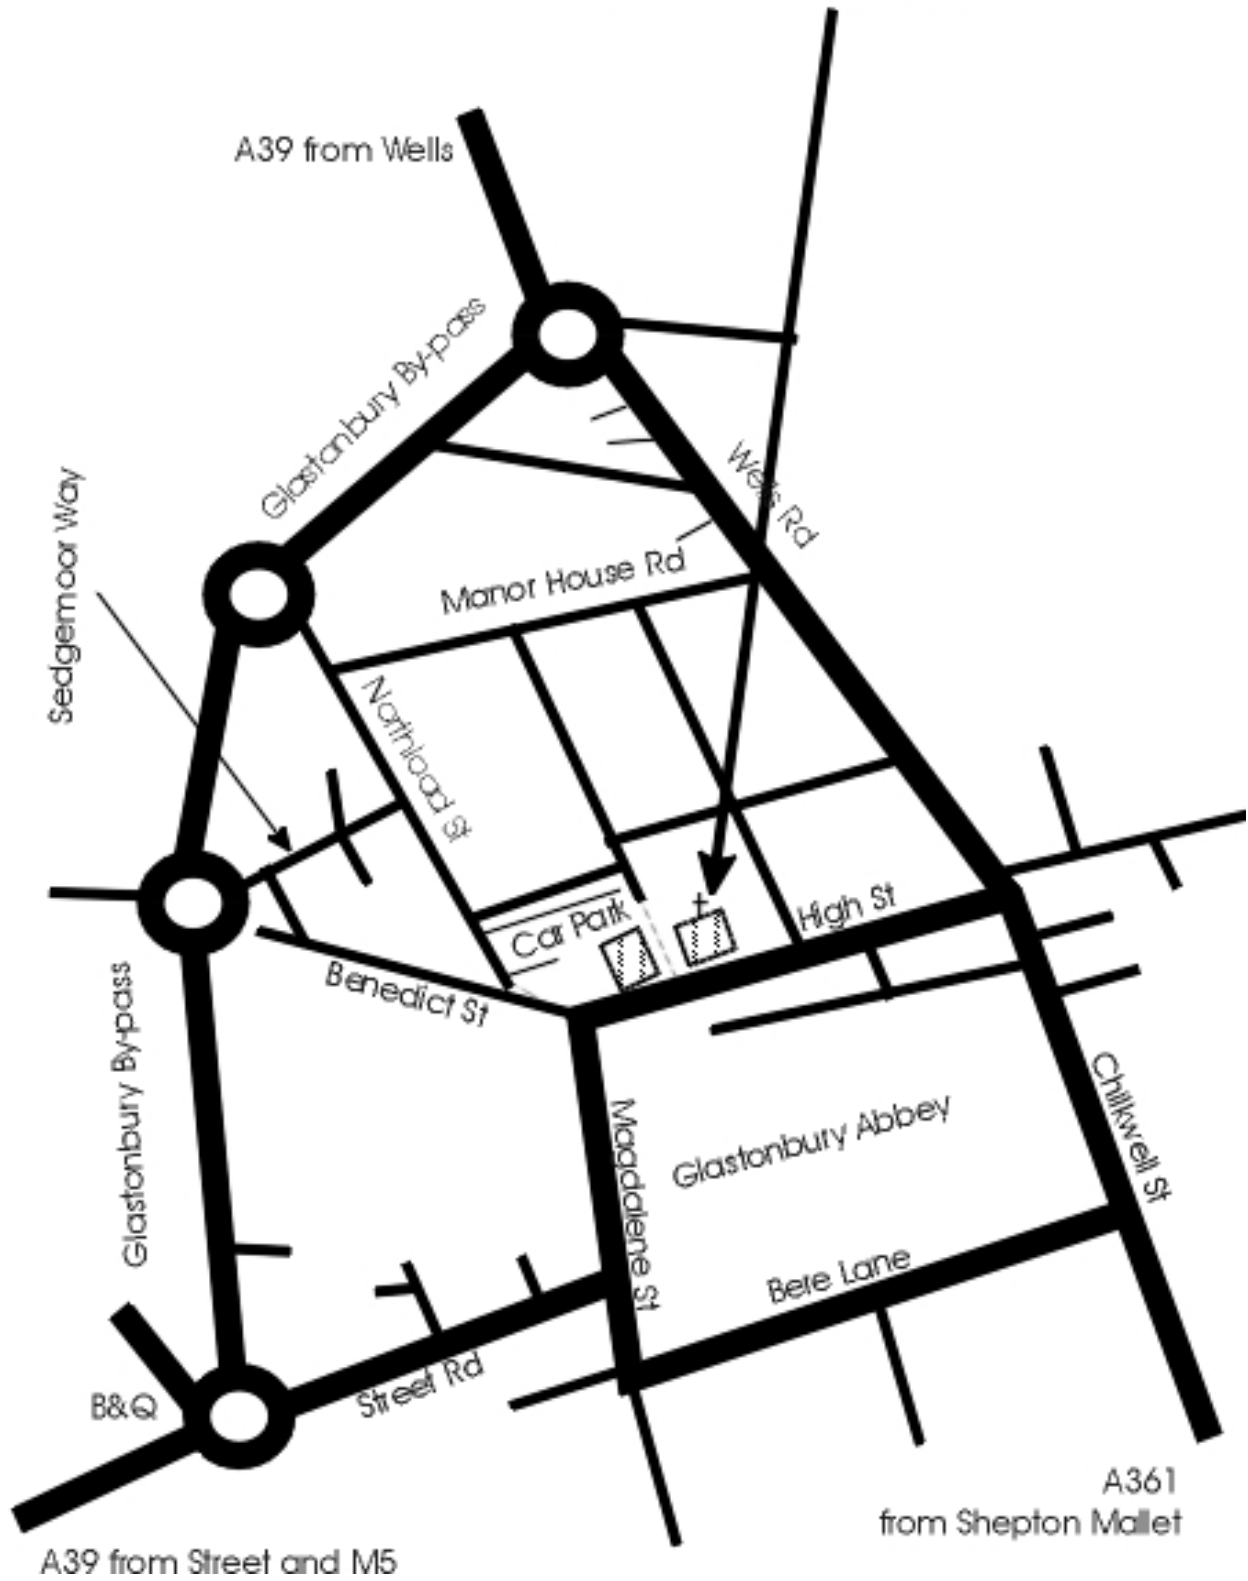 A39 from Wells
Glastonbury By-pass
Wells Rd
Sedgemoor Way
Manor House Rd
Northload St
High St
Car Park
Benedict St
Glastonbury By-pass
Chilkwell St
Magdalene St
Glastonbury Abbey
Bere Lane
Street Rd
B&Q
A361
from Shepton Mallet
A39 from Street and M5